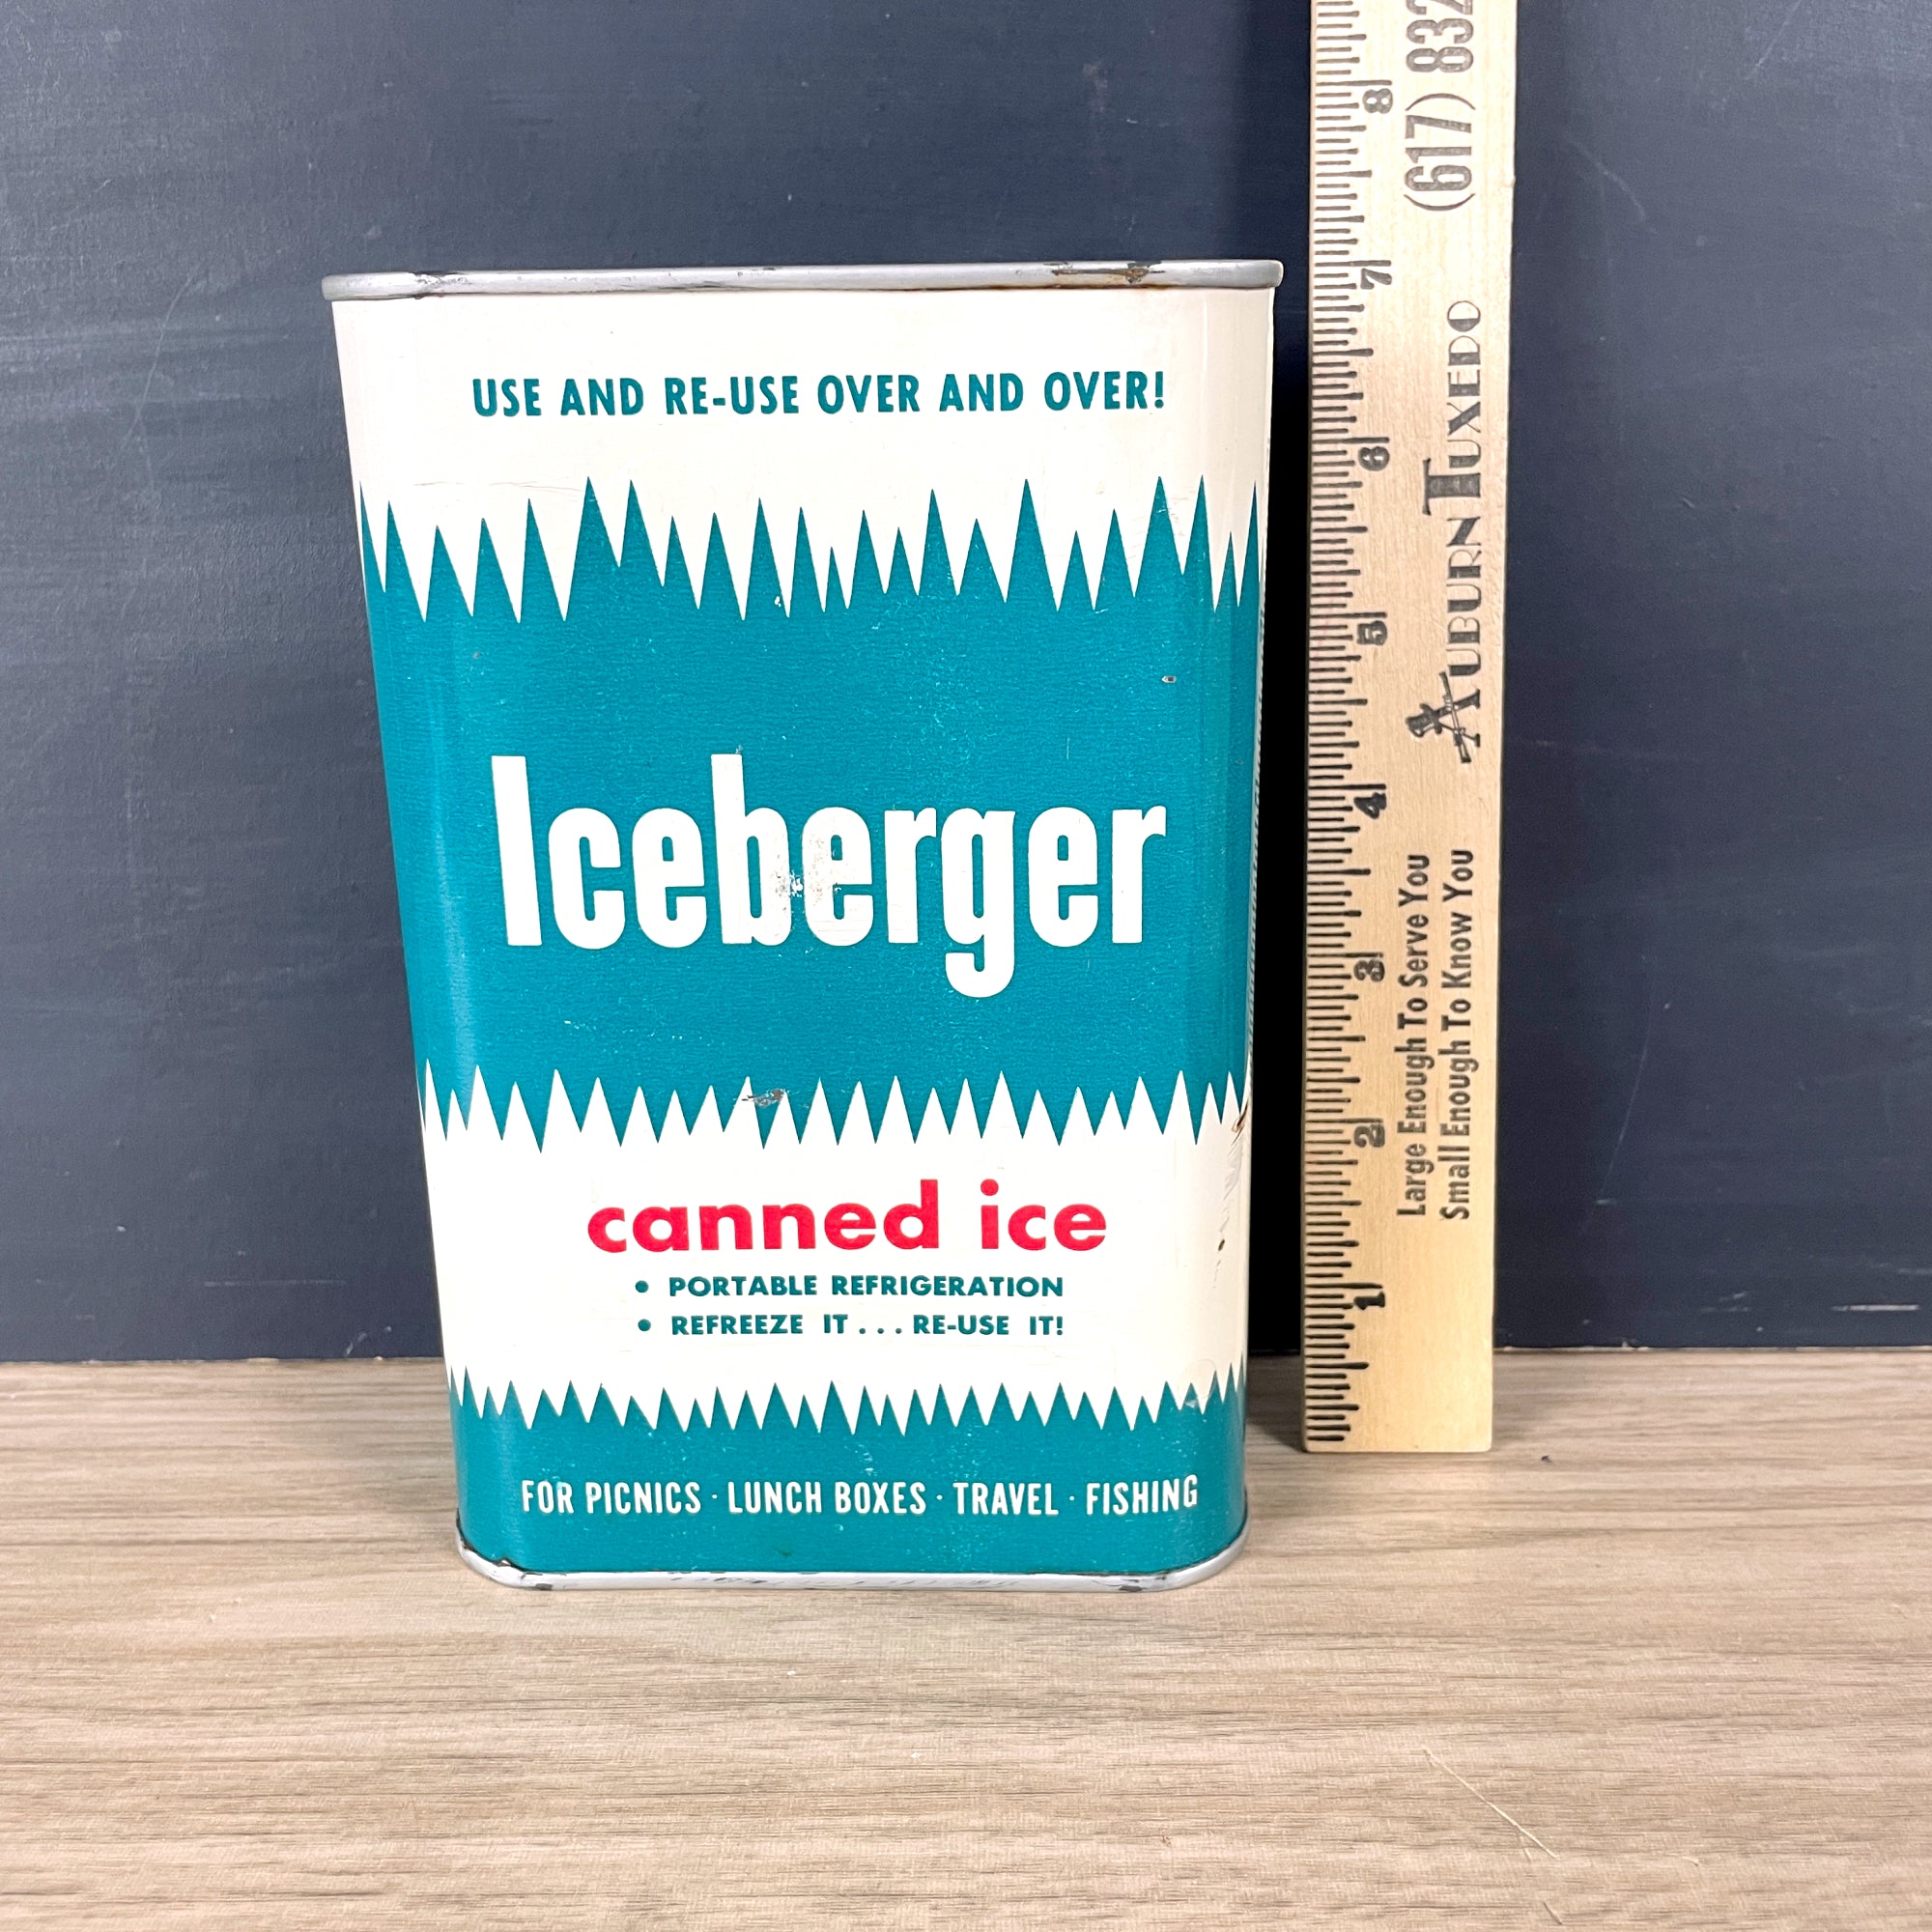 USE AND RE-USE OVER AND OVER!
Iceberger
canned ice
• PORTABLE REFRIGERATION
• REFREEZE IT... RE-USE IT!
FOR PICNICS · LUNCH BOXES · TRAVEL · FISHING
Large Enough To Serve You
Small Enough To Know You
AUBURN TUXEDO
(617) 832
1
2
3
4
5
6
7
8